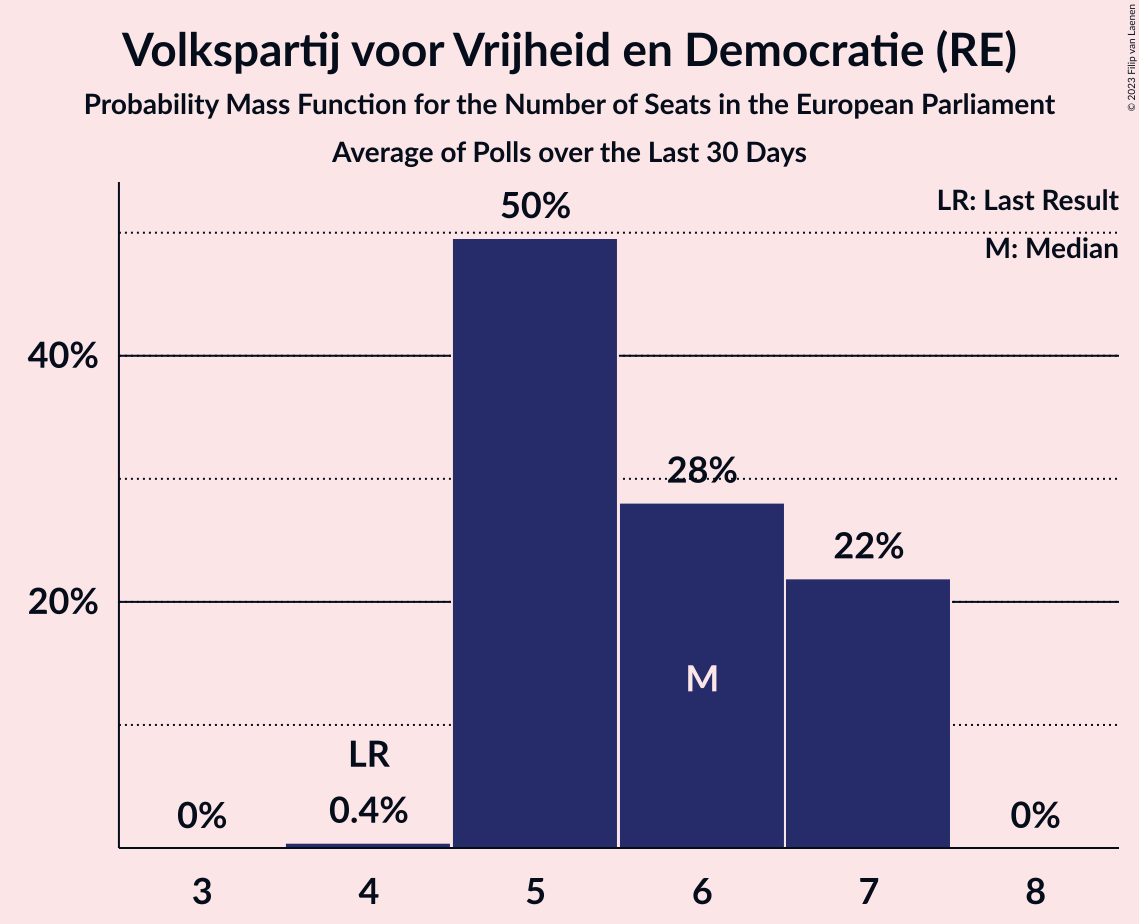 Volkspartij voor Vrijheid en Democratie (RE)
Probability Mass Function for the Number of Seats in the European Parliament
Average of Polls over the Last 30 Days
© 2023 Filip van Laenen
LR: Last Result
M: Median
50%
40%
28%
22%
20%
M
LR
0%
0.4%
0%
3 4 5 6 7 8